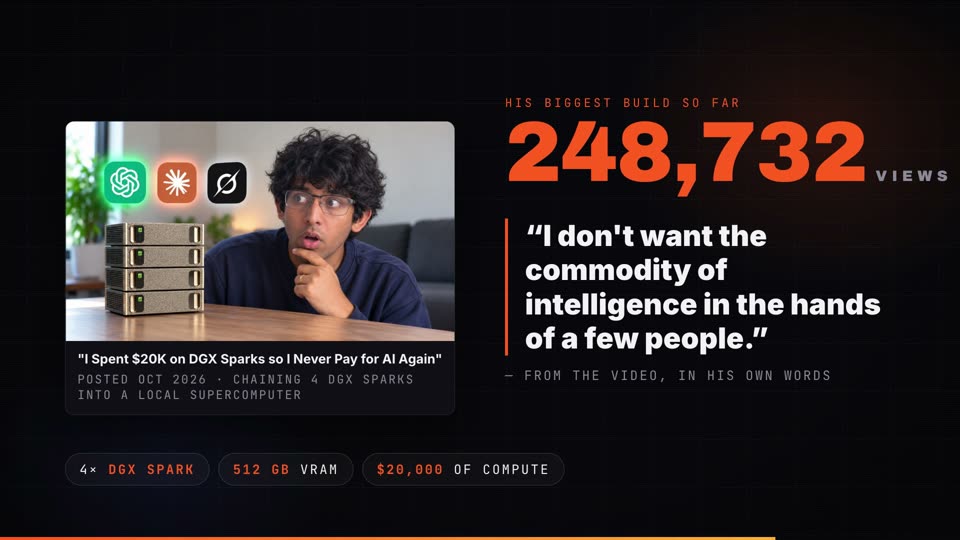 HIS BIGGEST BUILD SO FAR
248,732 VIEWS
“I don't want the
commodity of
intelligence in the hands
of a few people.”
— FROM THE VIDEO, IN HIS OWN WORDS
"I Spent $20K on DGX Sparks so I Never Pay for AI Again"
POSTED OCT 2026 · CHAINING 4 DGX SPARKS
INTO A LOCAL SUPERCOMPUTER
4× DGX SPARK
512 GB VRAM
$20,000 OF COMPUTE